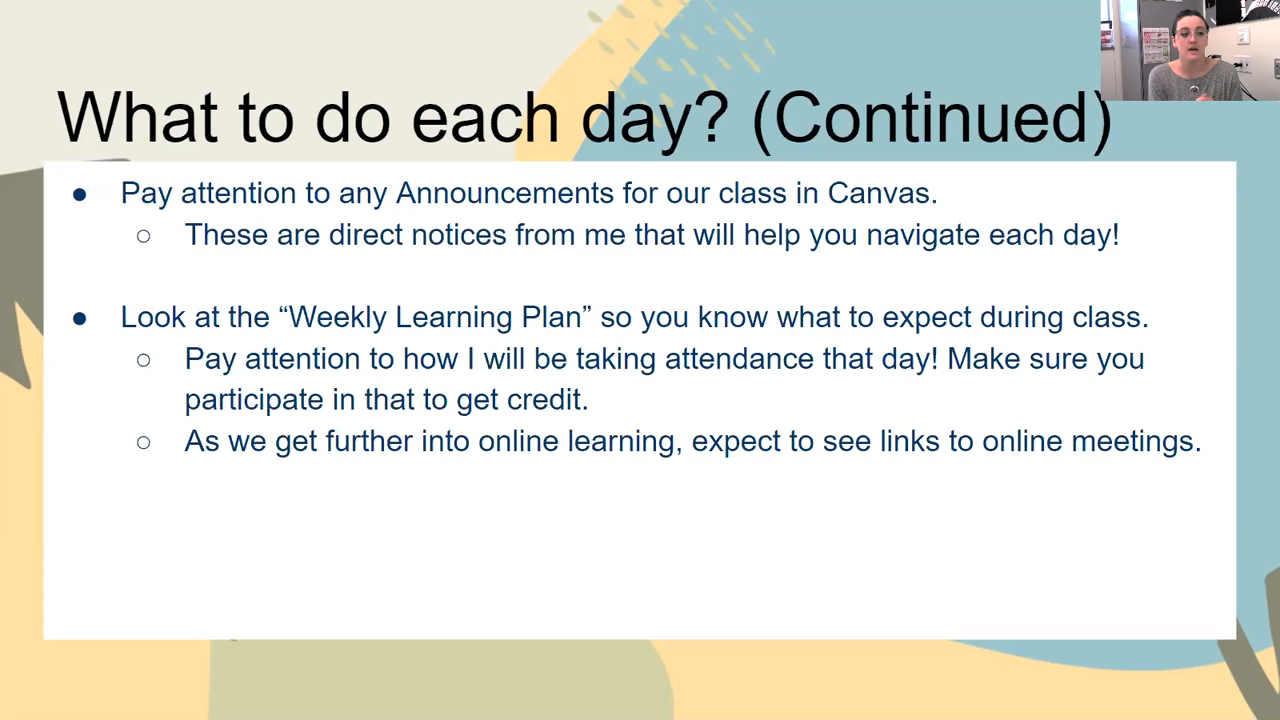 What to do each day? (Continued)
● Pay attention to any Announcements for our class in Canvas.
○ These are direct notices from me that will help you navigate each day!
● Look at the “Weekly Learning Plan” so you know what to expect during class.
○ Pay attention to how I will be taking attendance that day! Make sure you
participate in that to get credit.
○ As we get further into online learning, expect to see links to online meetings.